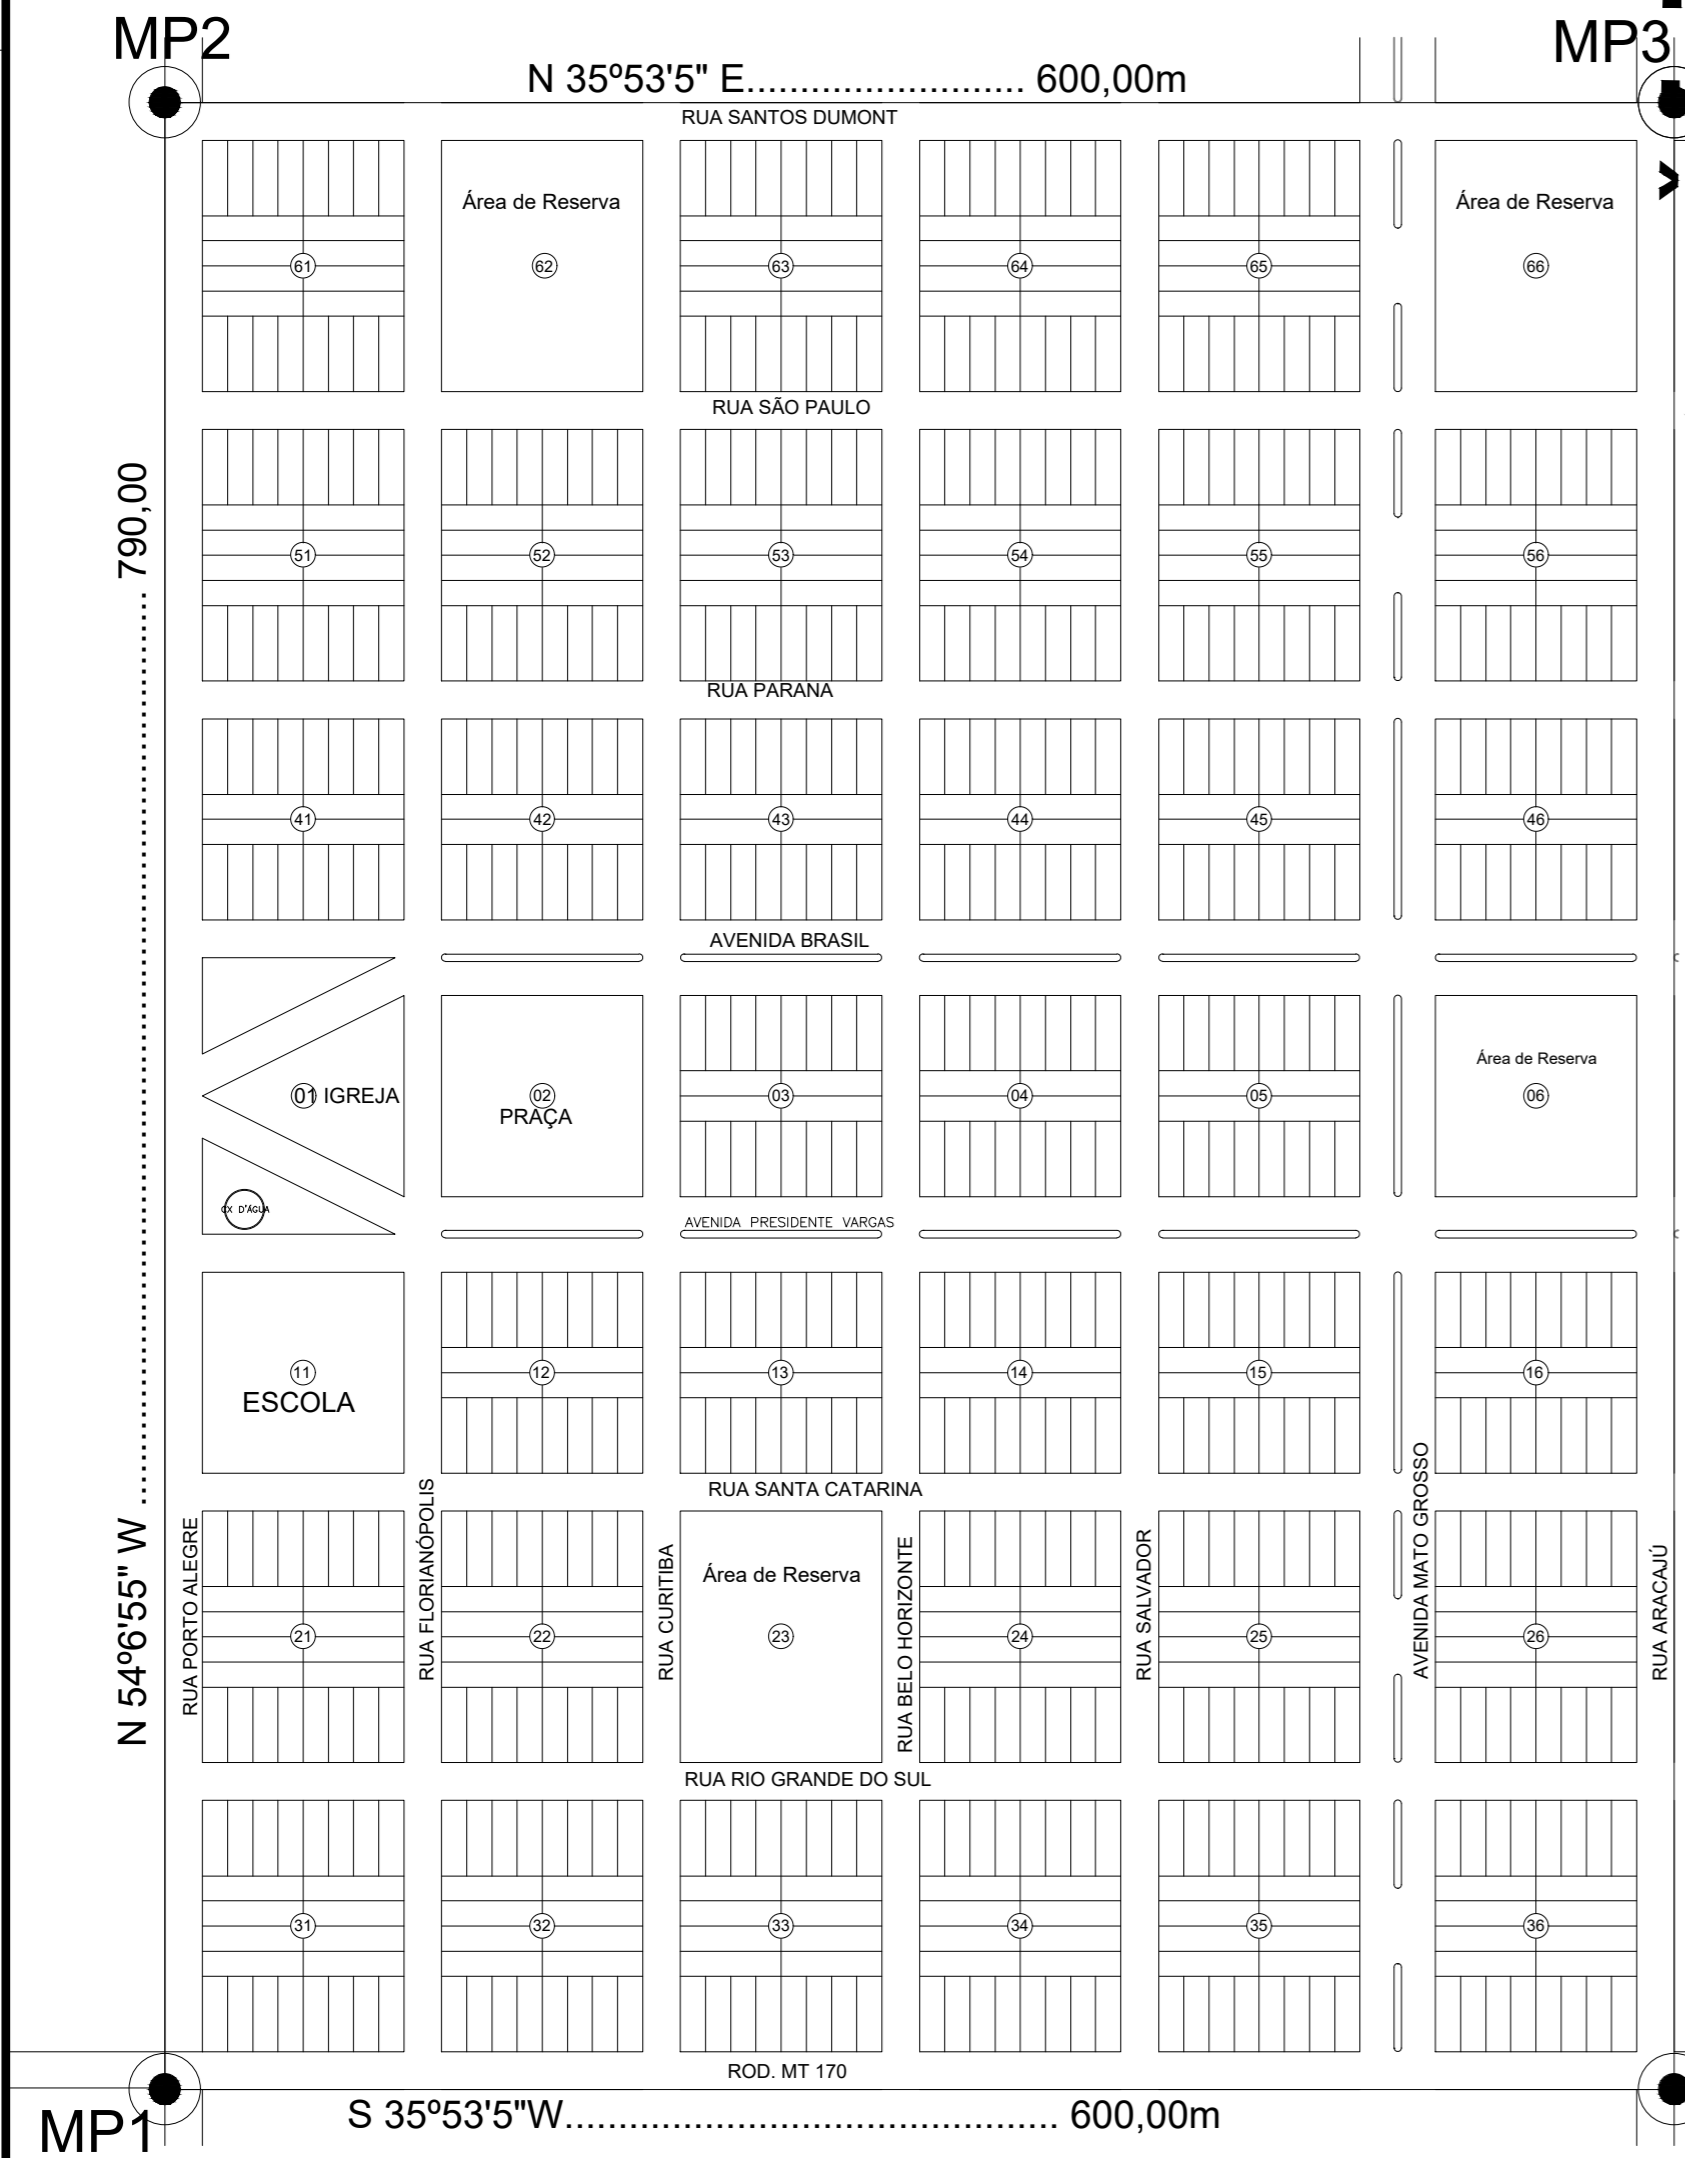 MP2
MP3
N 35º53'5" E.......................... 600,00m
RUA SANTOS DUMONT
Área de Reserva
Área de Reserva
61
62
63
64
65
66
RUA SÃO PAULO
N 54º6'55" W ........................ 790,00
51
52
53
54
55
56
RUA PARANA
41
42
43
44
45
46
AVENIDA BRASIL
Área de Reserva
01 IGREJA
02
03
04
05
06
PRAÇA
CX D'ÁGUA
AVENIDA PRESIDENTE VARGAS
11
12
13
14
15
16
ESCOLA
RUA SANTA CATARINA
RUA PORTO ALEGRE
RUA FLORIANÓPOLIS
RUA CURITIBA
RUA BELO HORIZONTE
RUA SALVADOR
AVENIDA MATO GROSSO
RUA ARACAJÚ
Área de Reserva
21
22
23
24
25
26
RUA RIO GRANDE DO SUL
31
32
33
34
35
36
ROD. MT 170
MP1
S 35º53'5"W.............................................. 600,00m